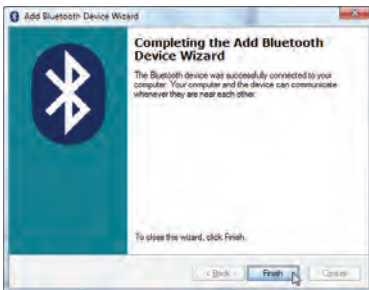 Add Bluetooth Device Wizard
Completing the Add Bluetooth
Device Wizard
The Bluetooth device was successfully connected to your
computer. Your computer and the device can communicate
whenever they are near each other.
To close this wizard, click Finish.
< Back
Finish
Cancel